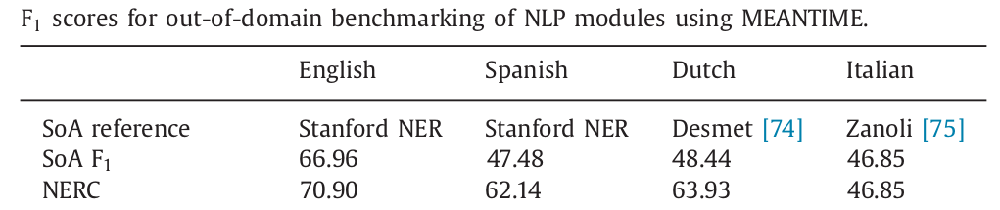 F1 scores for out-of-domain benchmarking of NLP modules using MEANTIME.
English Spanish Dutch Italian
SoA reference Stanford NER Stanford NER Desmet [74] Zanoli [75]
SoA F1 66.96 47.48 48.44 46.85
NERC 70.90 62.14 63.93 46.85